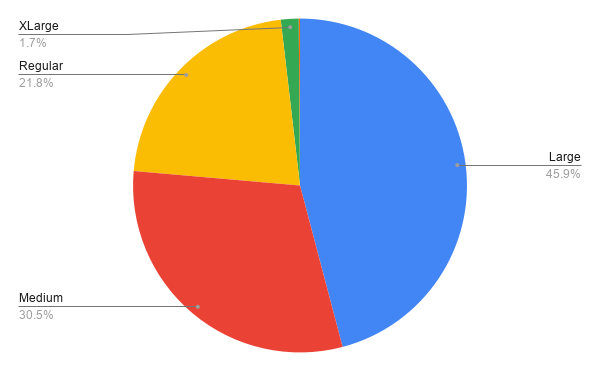 XLarge
1.7%
Regular
21.8%
Large
45.9%
Medium
30.5%